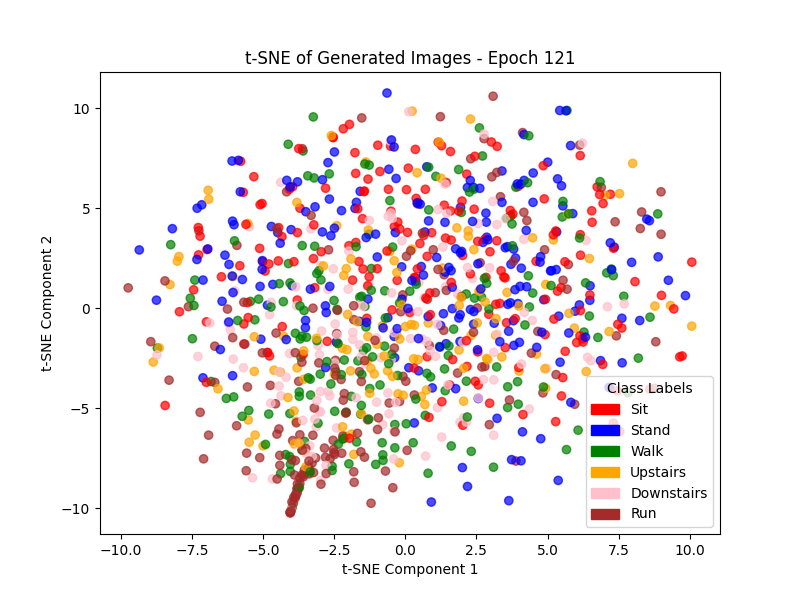 t-SNE of Generated Images - Epoch 121
t-SNE Component 2
10
5
0
−5
−10
Class Labels
Sit
Stand
Walk
Upstairs
Downstairs
Run
−10.0 −7.5 −5.0 −2.5 0.0 2.5 5.0 7.5 10.0
t-SNE Component 1